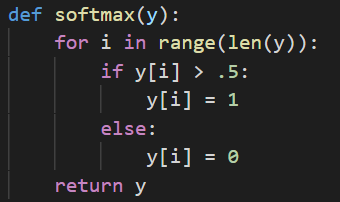 def softmax(y):
    for i in range(len(y)):
        if y[i] > .5:
            y[i] = 1
        else:
            y[i] = 0
    return y